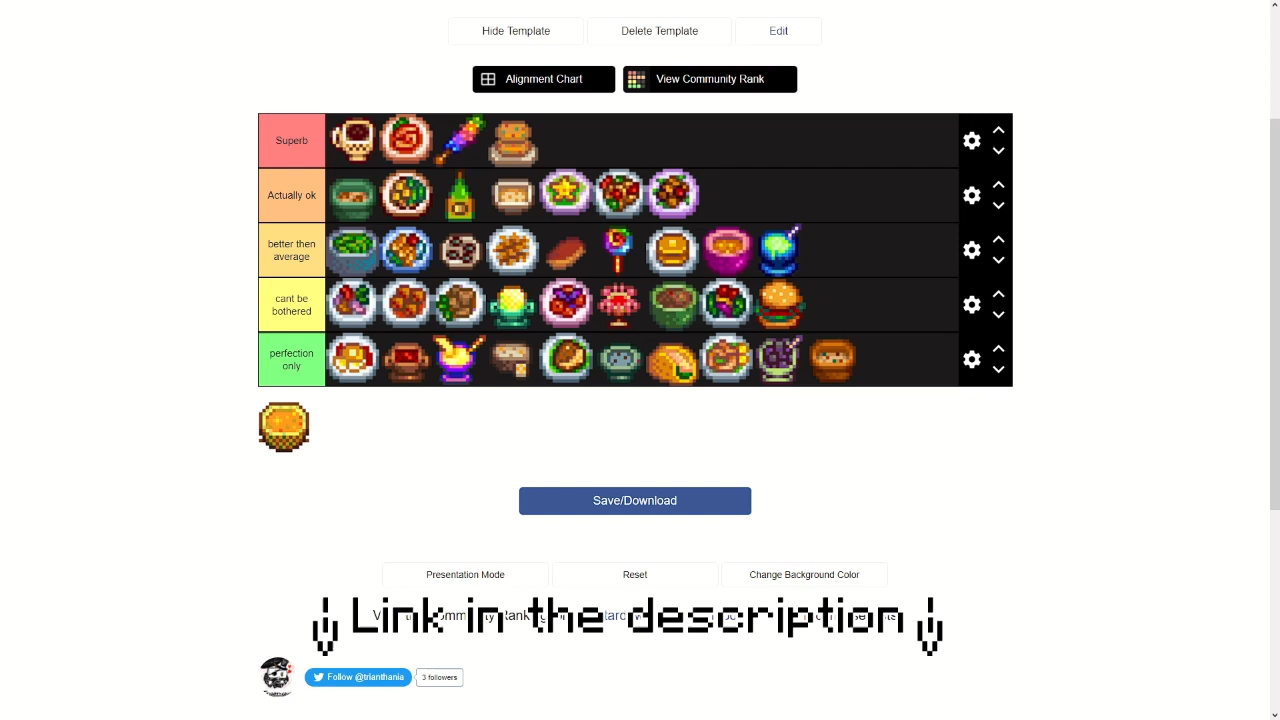 Hide Template Delete Template Edit
Alignment Chart View Community Rank
Superb
Actually ok
better then
average
cant be
bothered
perfection
only
Save/Download
Presentation Mode Reset Change Background Color
Link in the description
Follow @trianthania 3 followers